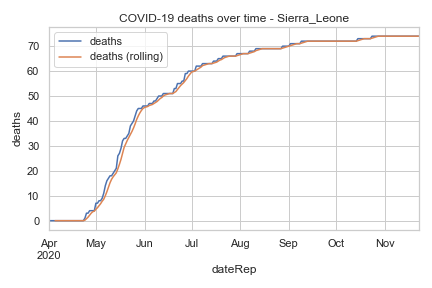 COVID-19 deaths over time - Sierra_Leone
deaths
deaths (rolling)
deaths
70
60
50
40
30
20
10
0
Apr May Jun Jul Aug Sep Oct Nov
2020
dateRep